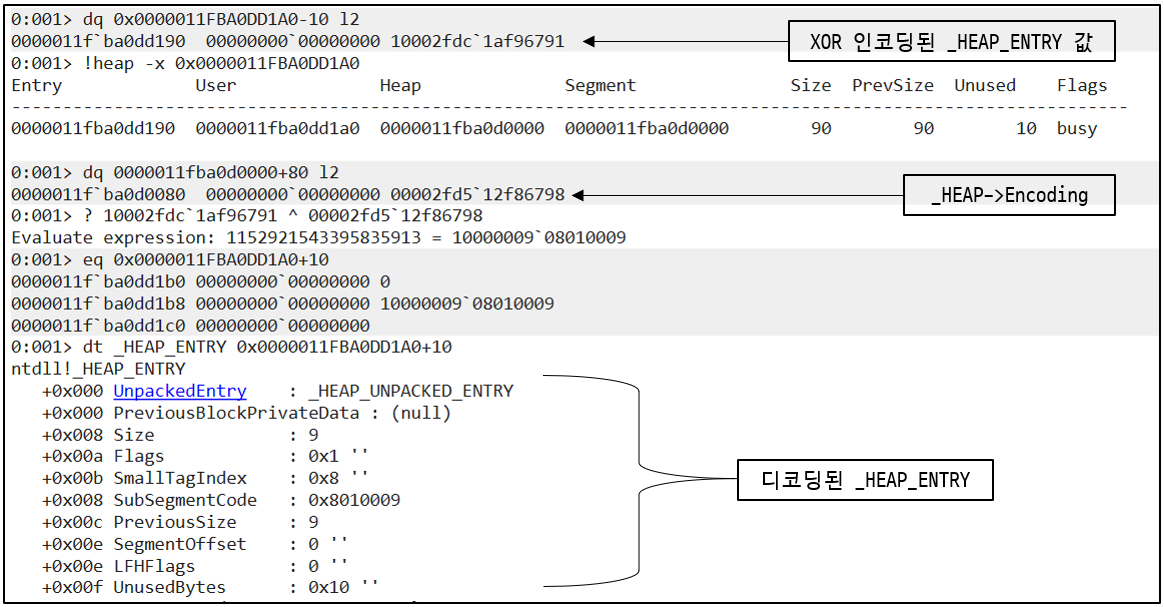 0:001> dq 0x0000011FBA0DD1A0-10 l2
0000011f`ba0dd190  00000000`00000000 10002fdc`1af96791
XOR 인코딩된 _HEAP_ENTRY 값
0:001> !heap -x 0x0000011FBA0DD1A0
Entry             User              Heap              Segment               Size  PrevSize  Unused    Flags
-------------------------------------------------------------------------------------------------------------
0000011fba0dd190  0000011fba0dd1a0  0000011fba0d0000  0000011fba0d0000        90        90        10  busy
0:001> dq 0000011fba0d0000+80 l2
0000011f`ba0d0080  00000000`00000000 00002fd5`12f86798
_HEAP->Encoding
0:001> ? 10002fdc`1af96791 ^ 00002fd5`12f86798
Evaluate expression: 1152921543395835913 = 10000009`08010009
0:001> eq 0x0000011FBA0DD1A0+10
0000011f`ba0dd1b0 00000000`00000000 0
0000011f`ba0dd1b8 00000000`00000000 10000009`08010009
0000011f`ba0dd1c0 00000000`00000000
0:001> dt _HEAP_ENTRY 0x0000011FBA0DD1A0+10
ntdll!_HEAP_ENTRY
+0x000 UnpackedEntry    : _HEAP_UNPACKED_ENTRY
+0x000 PreviousBlockPrivateData : (null)
+0x008 Size             : 9
+0x00a Flags            : 0x1 ''
+0x00b SmallTagIndex    : 0x8 ''
+0x008 SubSegmentCode   : 0x8010009
+0x00c PreviousSize     : 9
+0x00e SegmentOffset    : 0 ''
+0x00e LFHFlags         : 0 ''
+0x00f UnusedBytes      : 0x10 ''
디코딩된 _HEAP_ENTRY